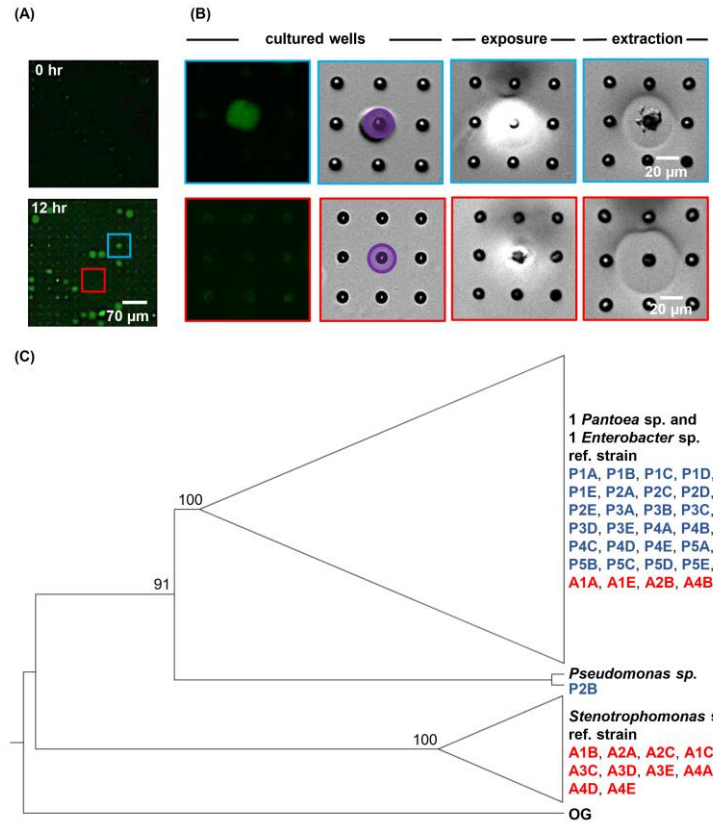 (A)
(B)
cultured wells
exposure
extraction
0 hr
12 hr
70 µm
20 µm
20 µm
(C)
1 Pantoea sp. and
1 Enterobacter sp.
ref. strain
P1A, P1B, P1C, P1D,
P1E, P2A, P2C, P2D,
P2E, P3A, P3B, P3C,
P3D, P3E, P4A, P4B,
P4C, P4D, P4E, P5A,
P5B, P5C, P5D, P5E,
A1A, A1E, A2B, A4B
100
91
Pseudomonas sp.
P2B
Stenotrophomonas s
ref. strain
A1B, A2A, A2C, A1C
A3C, A3D, A3E, A4A
A4D, A4E
100
OG